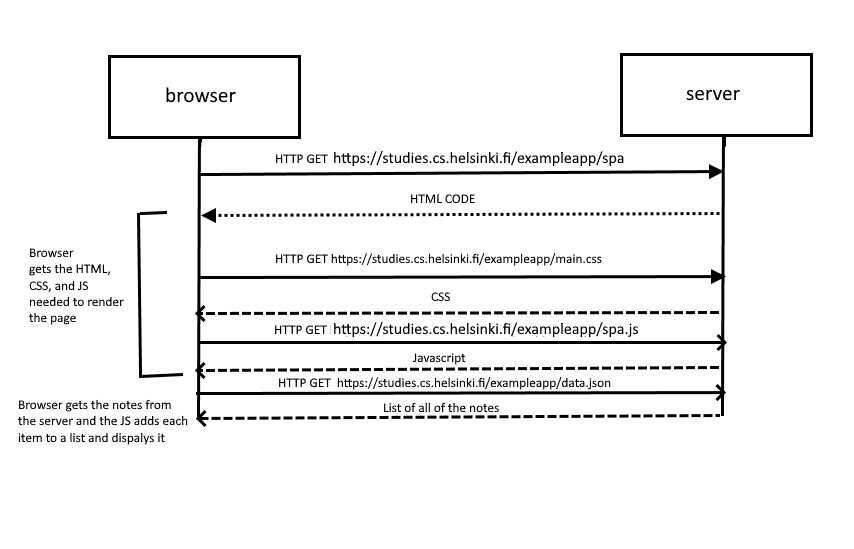 browser
server
HTTP GET https://studies.cs.helsinki.fi/exampleapp/spa
HTML CODE
HTTP GET https://studies.cs.helsinki.fi/exampleapp/main.css
Browser
gets the HTML,
CSS, and JS
needed to render
the page
CSS
HTTP GET https://studies.cs.helsinki.fi/exampleapp/spa.js
Javascript
HTTP GET https://studies.cs.helsinki.fi/exampleapp/data.json
Browser gets the notes from
the server and the JS adds each
item to a list and dispalys it
List of all of the notes